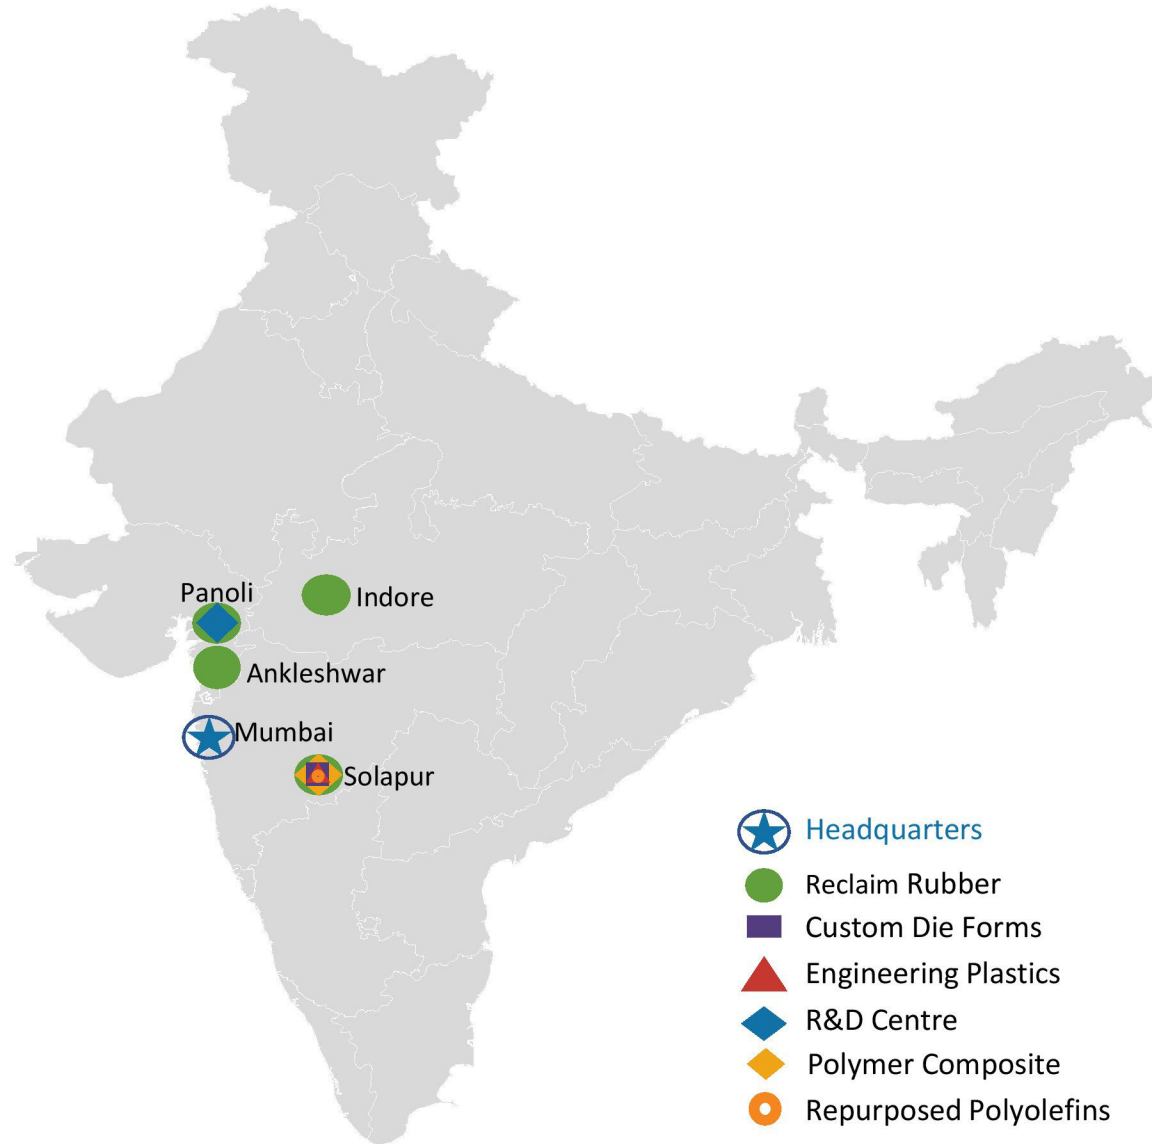 Panoli
Indore
Ankleshwar
Mumbai
Solapur
Headquarters
Reclaim Rubber
Custom Die Forms
Engineering Plastics
R&D Centre
Polymer Composite
Repurposed Polyolefins